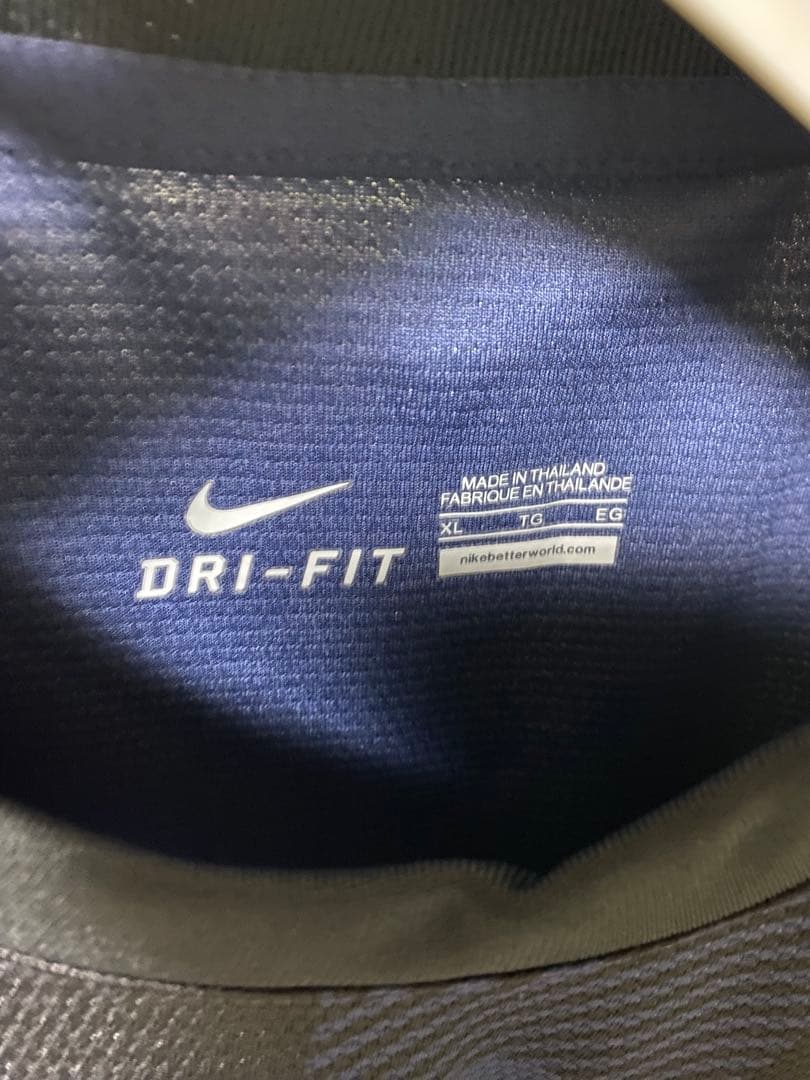 DRI-FIT
MADE IN THAILAND
FABRIQUE EN THAILANDE
XL TG EG
nikebetterworld.com